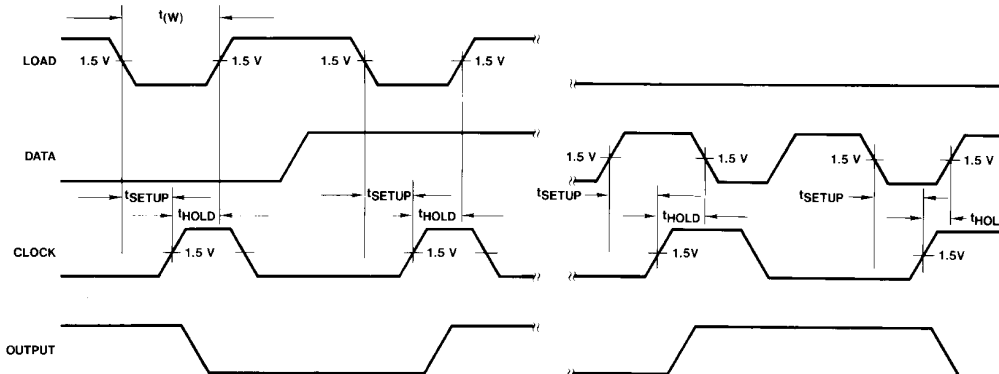 t(W)
LOAD 1.5 V 1.5 V 1.5 V 1.5 V
DATA 1.5 V 1.5 V 1.5 V 1.5 V
tSETUP tSETUP tSETUP tSETUP
tHOLD tHOLD tHOLD tHOL
CLOCK 1.5 V 1.5 V 1.5V 1.5V
OUTPUT